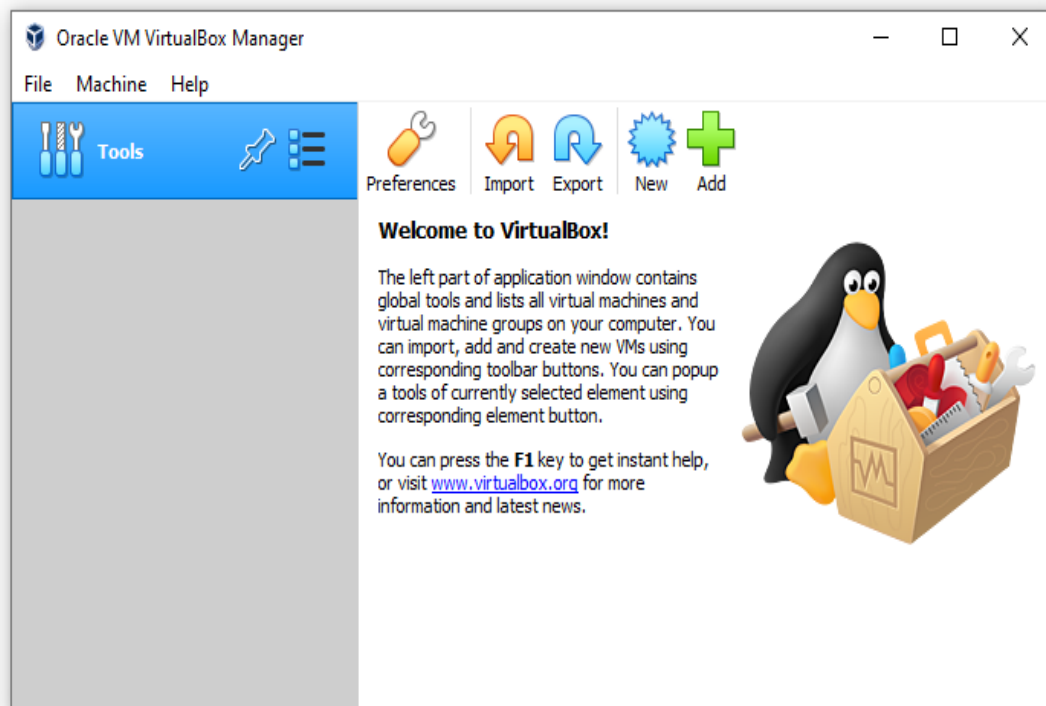 Oracle VM VirtualBox Manager
File Machine Help
Tools
Preferences Import Export New Add
Welcome to VirtualBox!
The left part of application window contains
global tools and lists all virtual machines and
virtual machine groups on your computer. You
can import, add and create new VMs using
corresponding toolbar buttons. You can popup
a tools of currently selected element using
corresponding element button.
You can press the F1 key to get instant help,
or visit www.virtualbox.org for more
information and latest news.